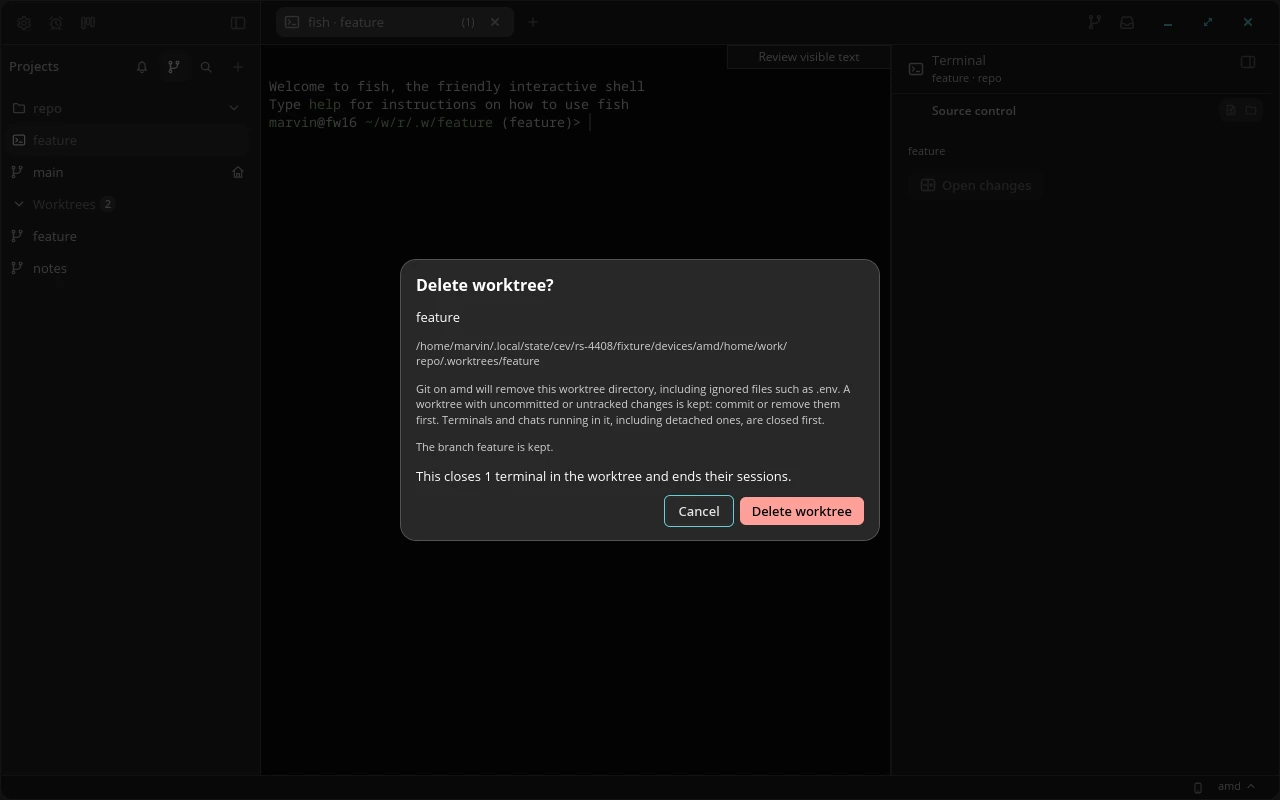 fish · feature (1)
Projects
Review visible text
Terminal
feature · repo
repo
feature
main
Worktrees 2
feature
notes
Welcome to fish, the friendly interactive shell
Type help for instructions on how to use fish
marvin@fw16 ~/w/r/.w/feature (feature)>
Source control
feature
Open changes
Delete worktree?
feature
/home/marvin/.local/state/cev/rs-4408/fixture/devices/amd/home/work/
repo/.worktrees/feature
Git on amd will remove this worktree directory, including ignored files such as .env. A
worktree with uncommitted or untracked changes is kept: commit or remove them
first. Terminals and chats running in it, including detached ones, are closed first.
The branch feature is kept.
This closes 1 terminal in the worktree and ends their sessions.
Cancel
Delete worktree
amd